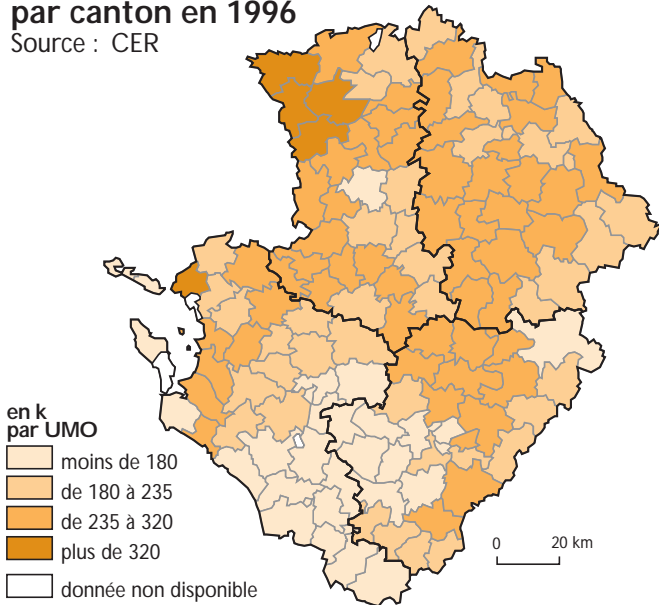 par canton en 1996
Source : CER
en k
par UMO
moins de 180
de 180 à 235
de 235 à 320
plus de 320
donnée non disponible
0 20 km